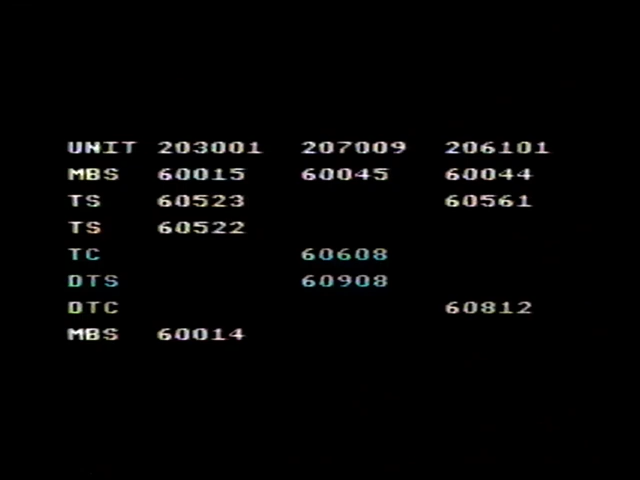 UNIT 203001 207009 206101
MBS 60015 60045 60044
TS 60523 60561
TS 60522
TC 60608
DTS 60908
DTC 60812
MBS 60014